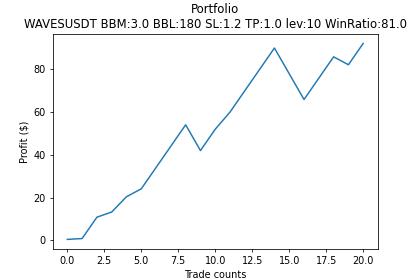 Portfolio
WAVESUSDT BBM:3.0 BBL:180 SL:1.2 TP:1.0 lev:10 WinRatio:81.0
Profit ($)
80
60
40
20
0
0.0 2.5 5.0 7.5 10.0 12.5 15.0 17.5 20.0
Trade counts